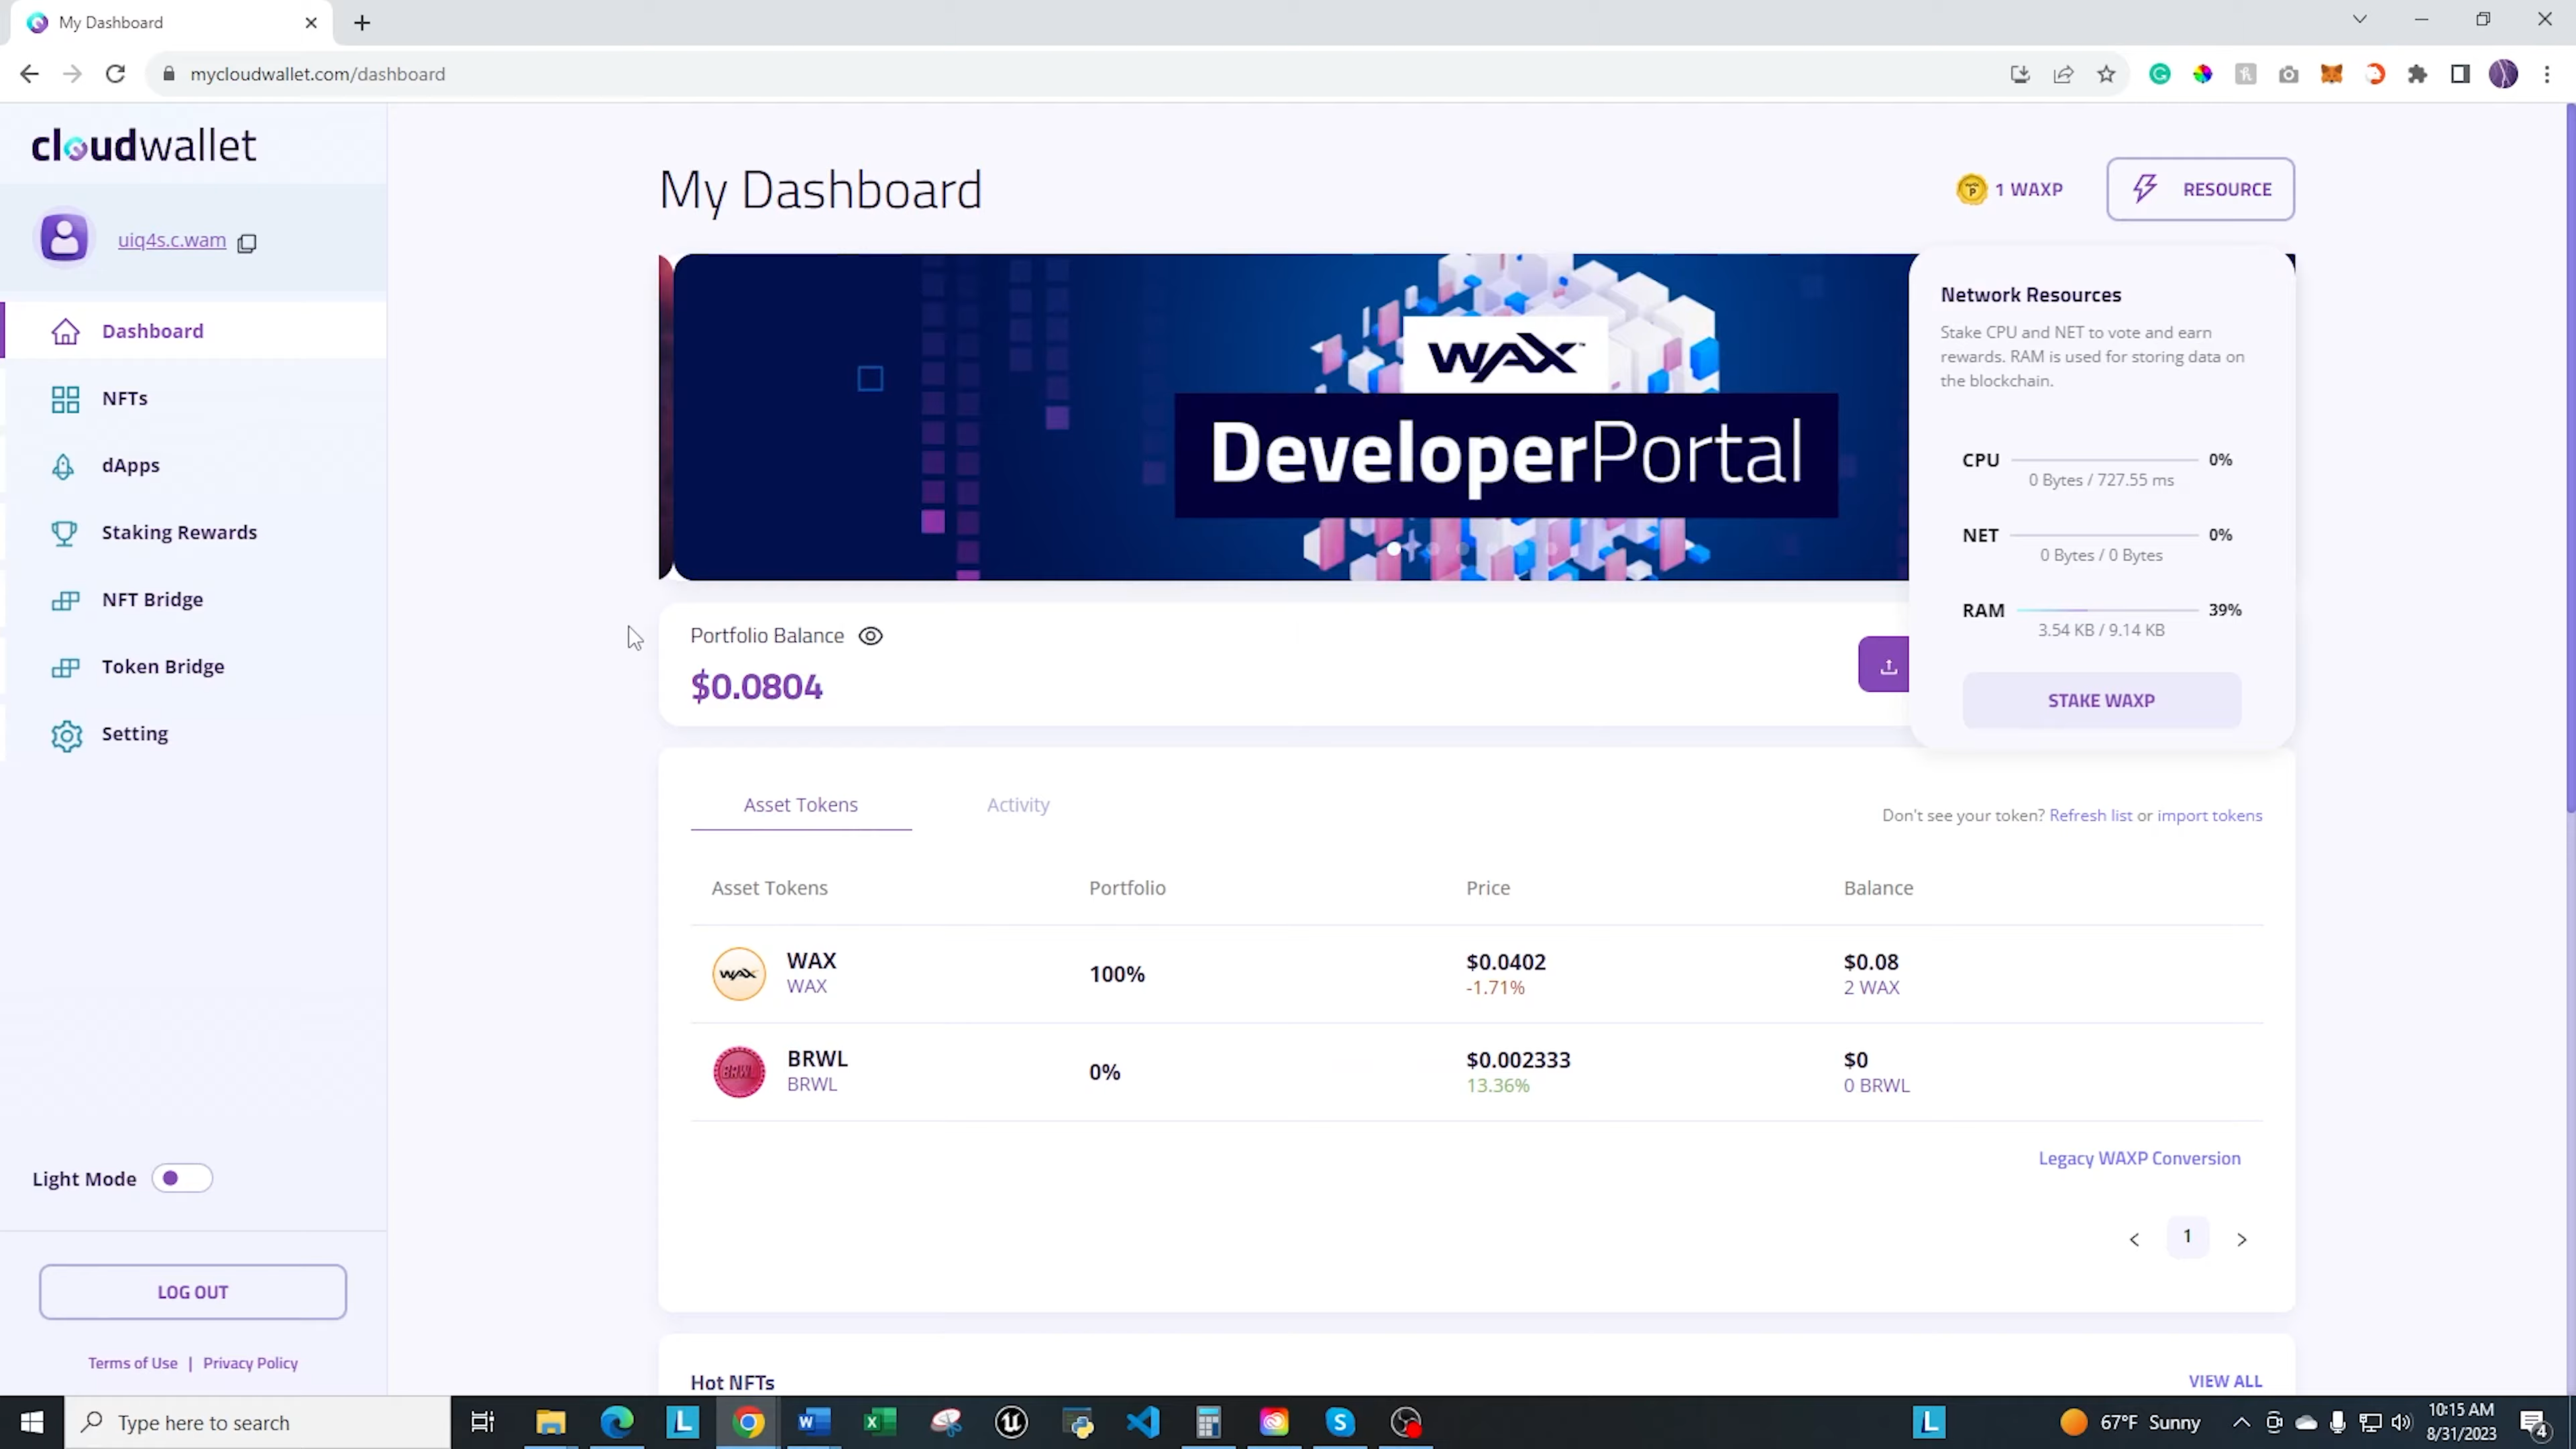 My Dashboard
mycloudwallet.com/dashboard
cloudwallet
uiq4s.c.wam
Dashboard
NFTs
dApps
Staking Rewards
NFT Bridge
Token Bridge
Setting
Light Mode
LOG OUT
Terms of Use | Privacy Policy
My Dashboard
1 WAXP
RESOURCE
WAX
DeveloperPortal
Network Resources
Stake CPU and NET to vote and earn
rewards. RAM is used for storing data on
the blockchain.
CPU 0%
0 Bytes / 727.55 ms
NET 0%
0 Bytes / 0 Bytes
RAM 39%
3.54 KB / 9.14 KB
STAKE WAXP
Portfolio Balance
$0.0804
Asset Tokens Activity
Don't see your token? Refresh list or import tokens
Asset Tokens Portfolio Price Balance
WAX
WAX
WAX
100%
$0.0402
-1.71%
$0.08
2 WAX
BRWL
BRWL
BRWL
0%
$0.002333
13.36%
$0
0 BRWL
Legacy WAXP Conversion
< 1 >
Hot NFTs
VIEW ALL
Type here to search
67°F Sunny
10:15 AM
8/31/2023
4